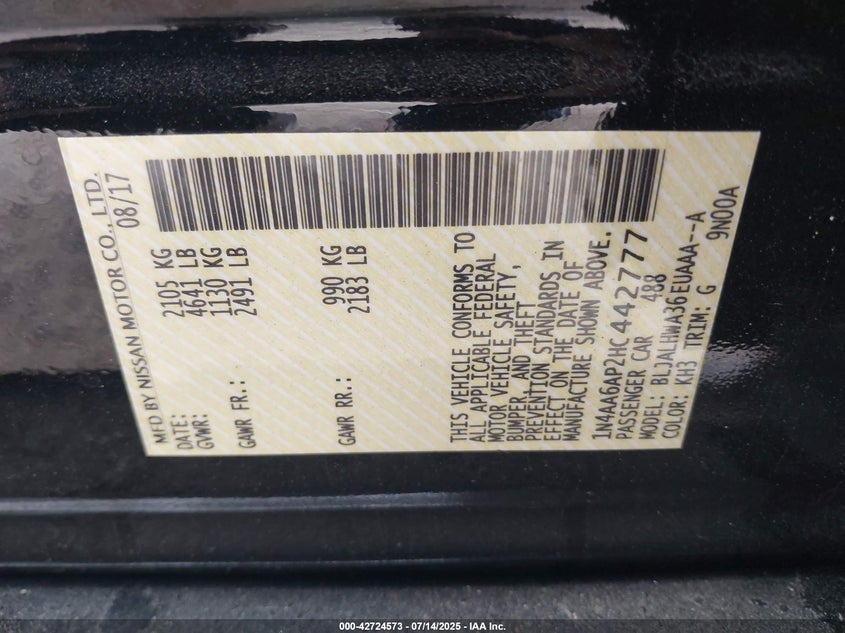 MFD BY NISSAN MOTOR CO., LTD.
DATE: 08/17
GVWR: 2105 KG
4641 LB
GAWR FR.: 1130 KG
2491 LB
GAWR RR.: 990 KG
2183 LB
THIS VEHICLE CONFORMS TO
ALL APPLICABLE FEDERAL
MOTOR VEHICLE SAFETY,
BUMPER, AND THEFT
PREVENTION STANDARDS IN
EFFECT ON THE DATE OF
MANUFACTURE SHOWN ABOVE.
1N4AA6AP2HC442777
PASSENGER CAR 488
MODEL: BLJALHWA36EUAAA--A
COLOR: KH3 TRIM: G 9N00A
000-42724573 - 07/14/2025 - IAA Inc.